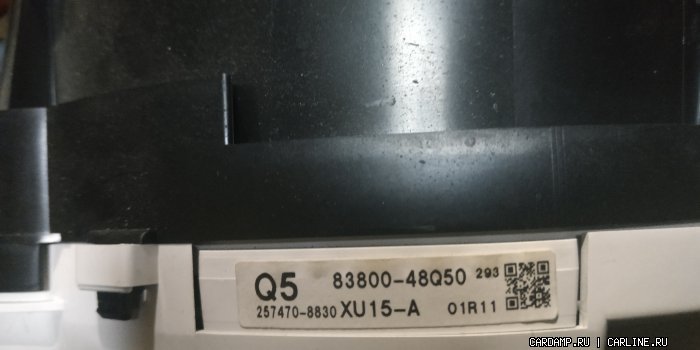 Q5 83800-48Q50 293
257470-8830 XU15-A 01R11
CARDAMP.RU | CARLINE.RU